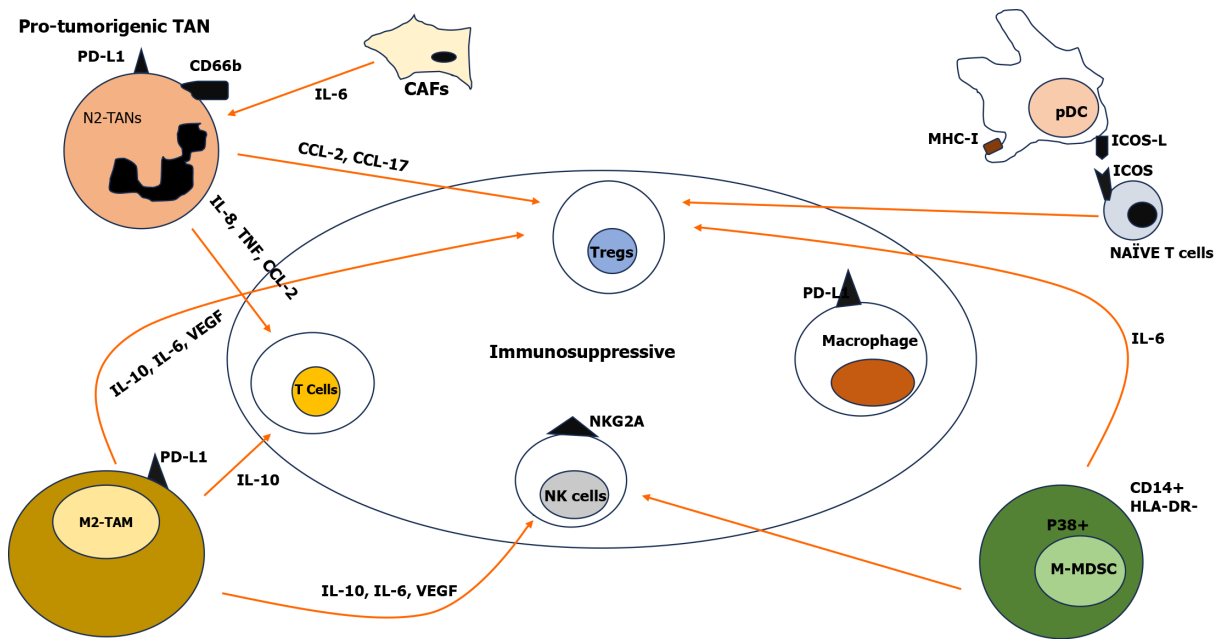 Pro-tumorigenic TAN
PD-L1
CD66b
N2-TANs
CAFs
IL-6
CCL-2, CCL-17
IL-8, TNF, CCL-2
pDC
MHC-I
ICOS-L
ICOS
NAÏVE T cells
Tregs
PD-L1
Macrophage
Immunosuppressive
IL-10, IL-6, VEGF
T Cells
IL-6
NKG2A
NK cells
PD-L1
IL-10
M2-TAM
IL-10, IL-6, VEGF
CD14+
HLA-DR-
P38+
M-MDSC